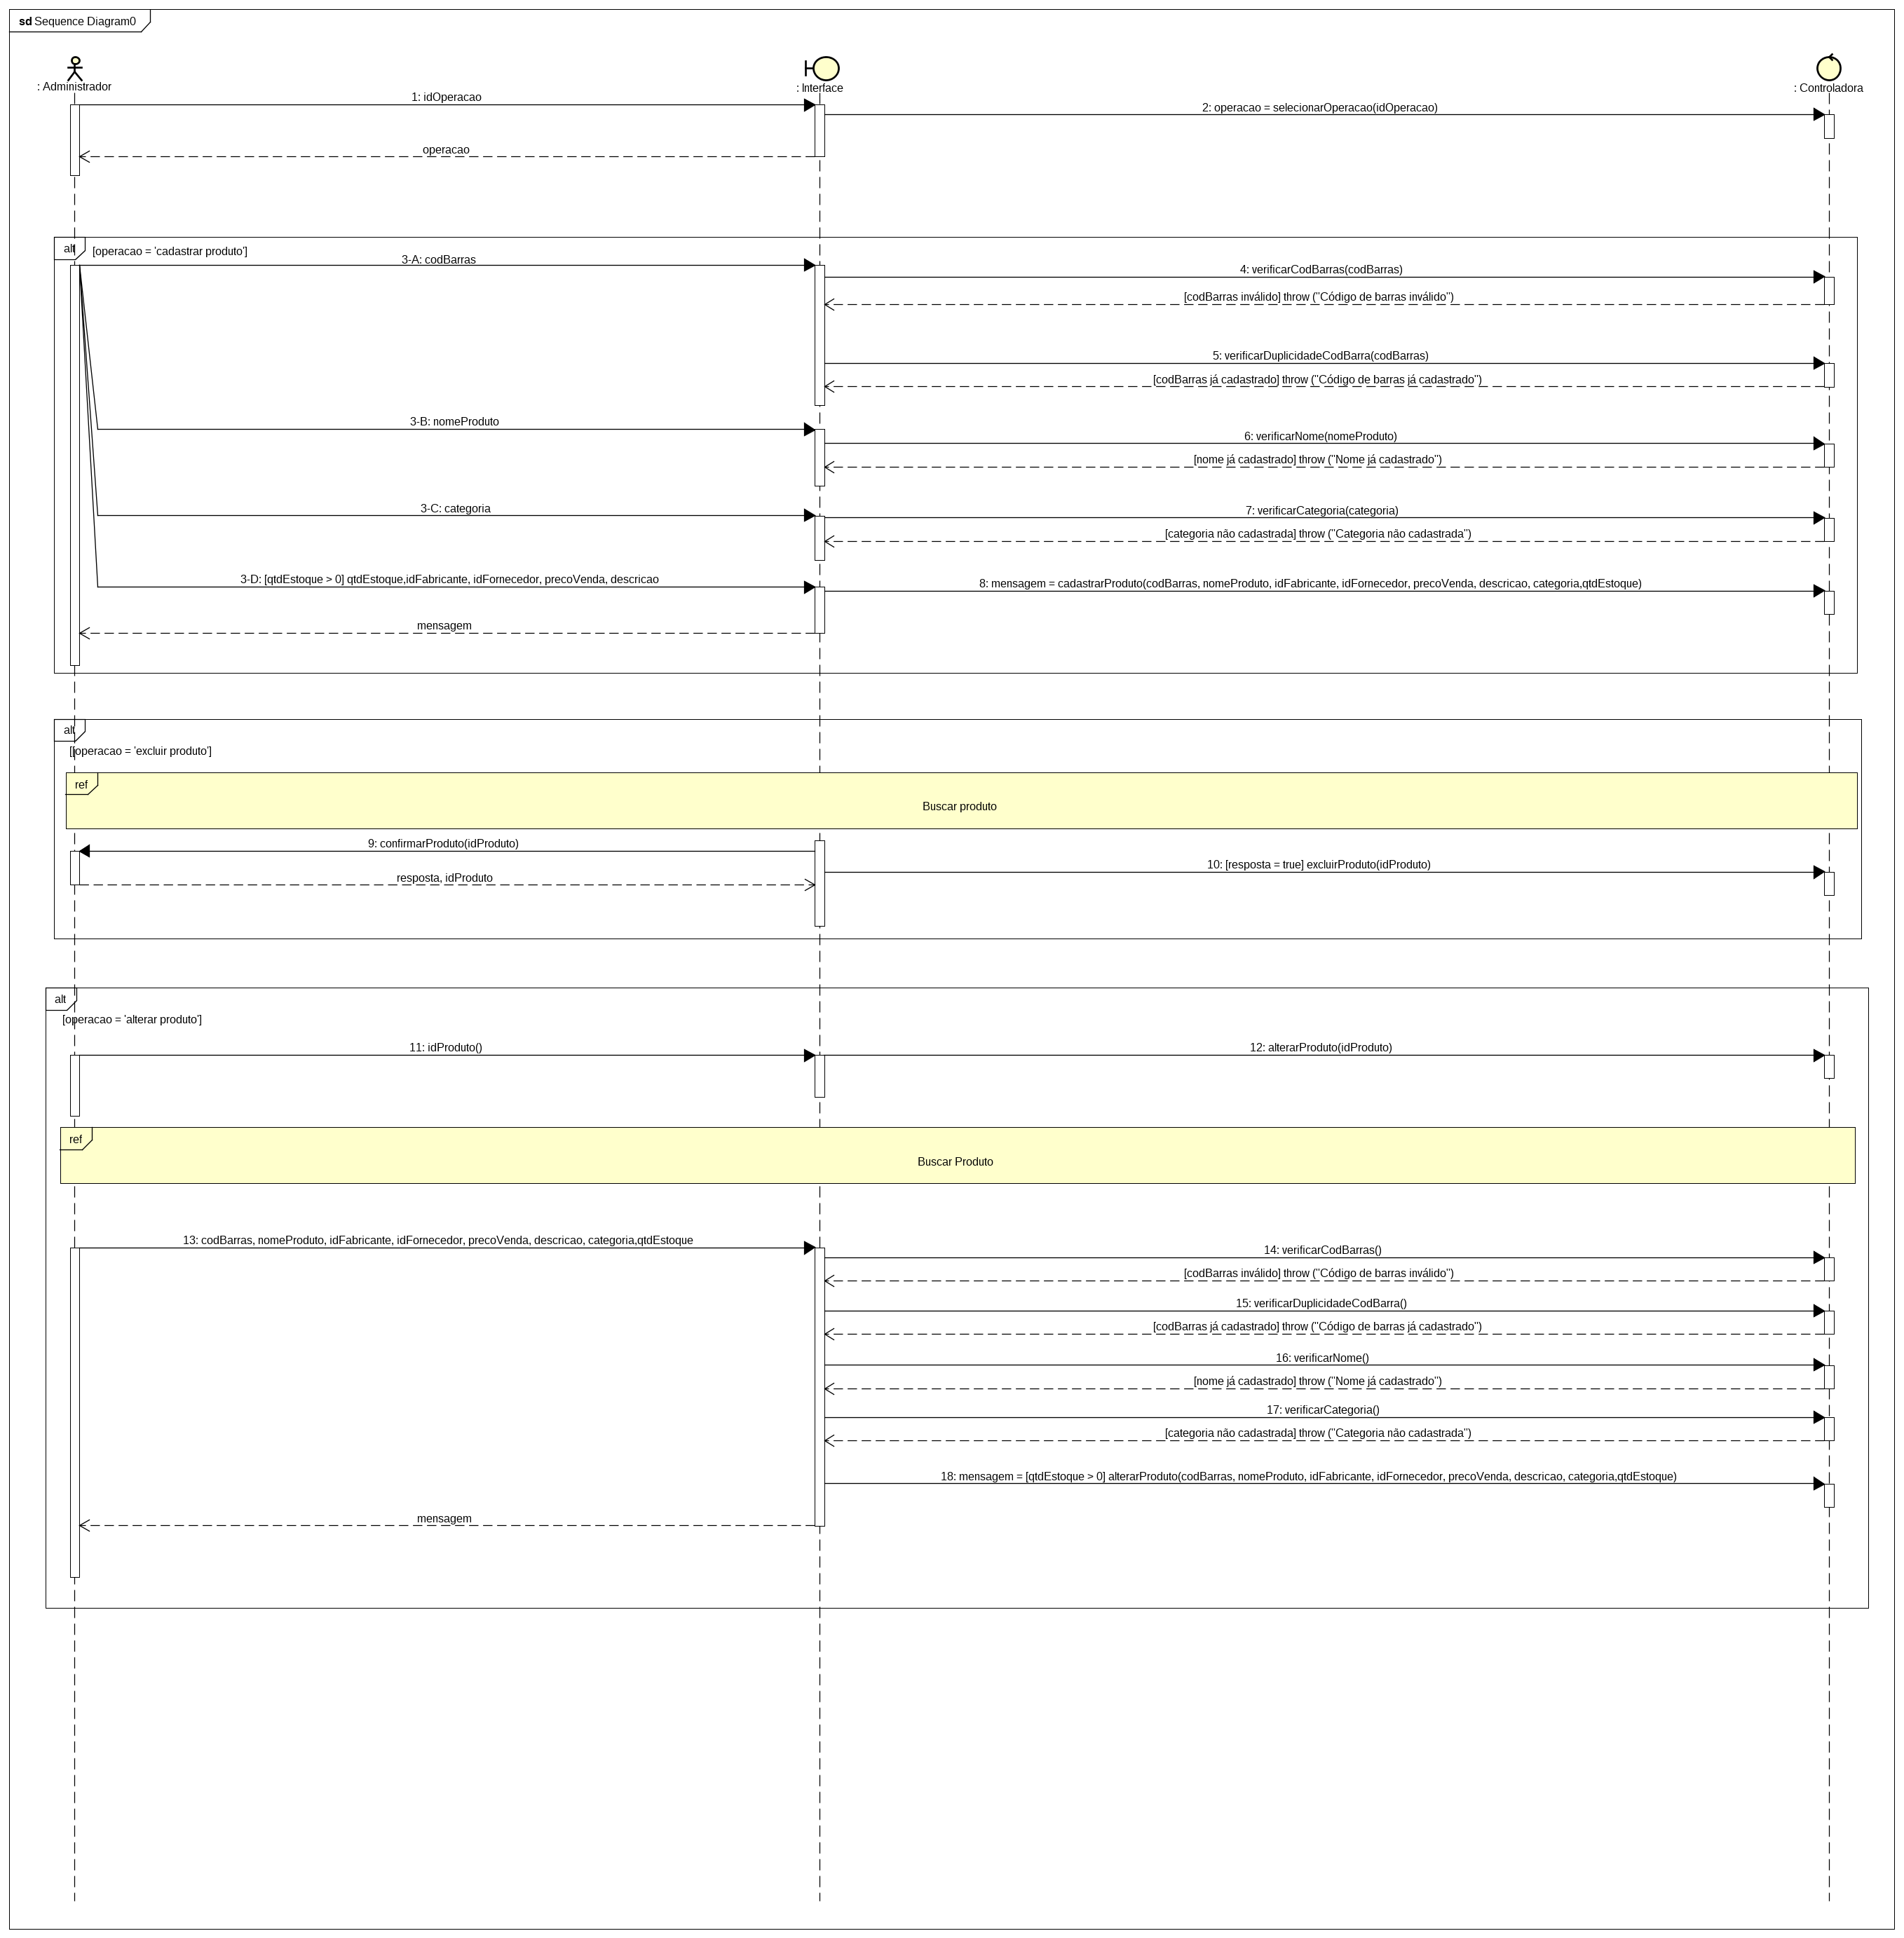 sd Sequence Diagram0
: Administrador
: Interface
: Controladora
1: idOperacao
2: operacao = selecionarOperacao(idOperacao)
operacao
alt
[operacao = 'cadastrar produto']
3-A: codBarras
4: verificarCodBarras(codBarras)
[codBarras inválido] throw ("Código de barras inválido")
5: verificarDuplicidadeCodBarra(codBarras)
[codBarras já cadastrado] throw ("Código de barras já cadastrado")
3-B: nomeProduto
6: verificarNome(nomeProduto)
[nome já cadastrado] throw ("Nome já cadastrado")
3-C: categoria
7: verificarCategoria(categoria)
[categoria não cadastrada] throw ("Categoria não cadastrada")
3-D: [qtdEstoque > 0] qtdEstoque,idFabricante, idFornecedor, precoVenda, descricao
8: mensagem = cadastrarProduto(codBarras, nomeProduto, idFabricante, idFornecedor, precoVenda, descricao, categoria,qtdEstoque)
mensagem
alt
[operacao = 'excluir produto']
ref
Buscar produto
9: confirmarProduto(idProduto)
10: [resposta = true] excluirProduto(idProduto)
resposta, idProduto
alt
[operacao = 'alterar produto']
11: idProduto()
12: alterarProduto(idProduto)
ref
Buscar Produto
13: codBarras, nomeProduto, idFabricante, idFornecedor, precoVenda, descricao, categoria,qtdEstoque
14: verificarCodBarras()
[codBarras inválido] throw ("Código de barras inválido")
15: verificarDuplicidadeCodBarra()
[codBarras já cadastrado] throw ("Código de barras já cadastrado")
16: verificarNome()
[nome já cadastrado] throw ("Nome já cadastrado")
17: verificarCategoria()
[categoria não cadastrada] throw ("Categoria não cadastrada")
18: mensagem = [qtdEstoque > 0] alterarProduto(codBarras, nomeProduto, idFabricante, idFornecedor, precoVenda, descricao, categoria,qtdEstoque)
mensagem